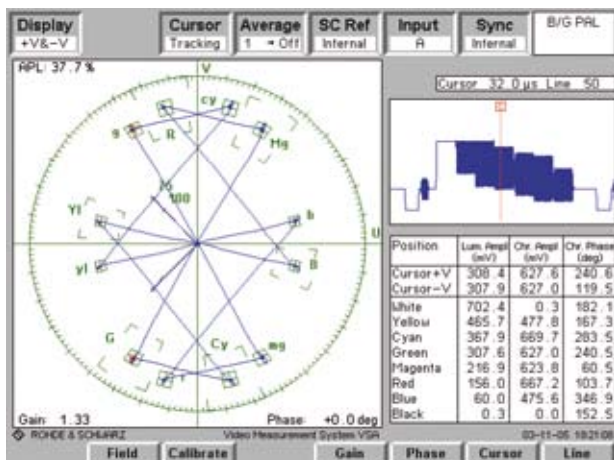 Display
+V&-V
Cursor
Tracking
Average
1 → Off
SC Ref
Internal
Input
A
Sync
Internal
B/G PAL
APL: 37.7 %
V
cy
g
R
Mg
75
100
Yl
b
U
yl
B
G
Cy
mg
r
Gain: 1.33
Phase: +0.0 deg
Cursor 32.0 µs Line 50
Position Lum. Ampl (mV) Chr. Ampl (mV) Chr. Phase (deg)
Cursor+V 308.4 627.6 240.6
Cursor-V 307.9 627.0 119.5
White 702.4 0.3 182.1
Yellow 465.7 477.8 167.3
Cyan 367.9 669.7 283.5
Green 307.6 627.0 240.5
Magenta 216.9 623.8 60.5
Red 156.0 667.2 103.7
Blue 60.0 475.6 346.9
Black 0.3 0.0 152.5
ROHDE & SCHWARZ
Video Measurement System VSA
03-11-05 18:21:08
Field
Calibrate
Gain
Phase
Cursor
Line